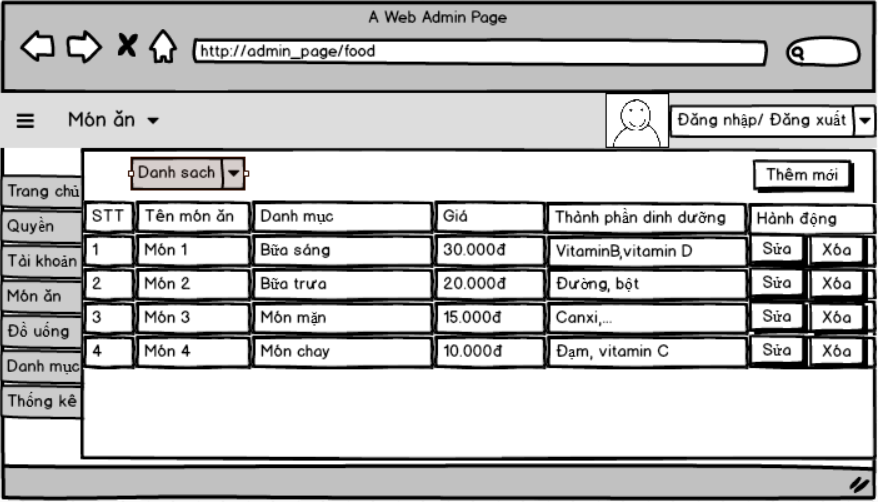 A Web Admin Page
http://admin_page/food
Món ăn
Đăng nhập/ Đăng xuất
Danh sach
Thêm mới
Trang chủ
Quyền
Tài khoản
Món ăn
Đồ uống
Danh mục
Thống kê
STT Tên món ăn Danh mục Giá Thành phần dinh dưỡng Hành động
1 Món 1 Bữa sáng 30.000đ VitaminB,vitamin D Sửa Xóa
2 Món 2 Bữa trưa 20.000đ Đường, bột Sửa Xóa
3 Món 3 Món mặn 15.000đ Canxi,... Sửa Xóa
4 Món 4 Món chay 10.000đ Đạm, vitamin C Sửa Xóa